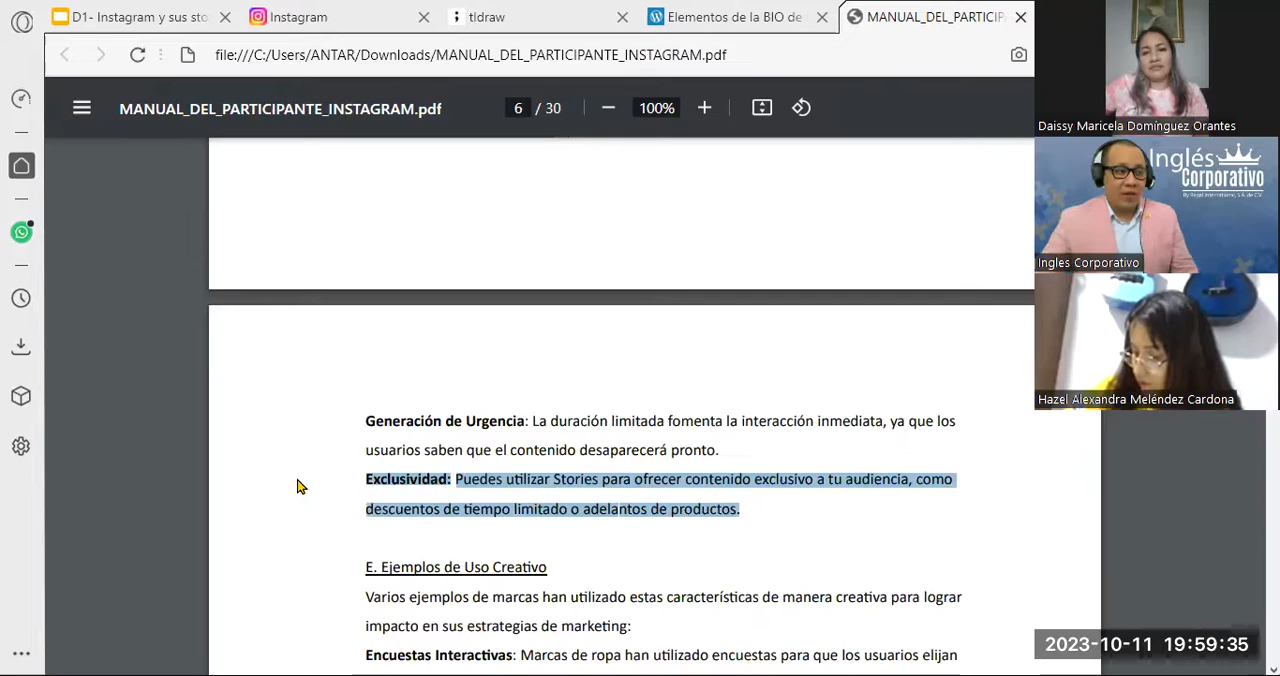 D1- Instagram y sus sto
Instagram
tldraw
Elementos de la BIO de
MANUAL_DEL_PARTICIP
file:///C:/Users/ANTAR/Downloads/MANUAL_DEL_PARTICIPANTE_INSTAGRAM.pdf
MANUAL_DEL_PARTICIPANTE_INSTAGRAM.pdf
6 / 30
100%
Daissy Maricela Domínguez Orantes
Inglés
Corporativo
Ingles Corporativo
Hazel Alexandra Meléndez Cardona
Generación de Urgencia: La duración limitada fomenta la interacción inmediata, ya que los
usuarios saben que el contenido desaparecerá pronto.
Exclusividad: Puedes utilizar Stories para ofrecer contenido exclusivo a tu audiencia, como
descuentos de tiempo limitado o adelantos de productos.
E. Ejemplos de Uso Creativo
Varios ejemplos de marcas han utilizado estas características de manera creativa para lograr
impacto en sus estrategias de marketing:
Encuestas Interactivas: Marcas de ropa han utilizado encuestas para que los usuarios elijan
2023-10-11 19:59:35